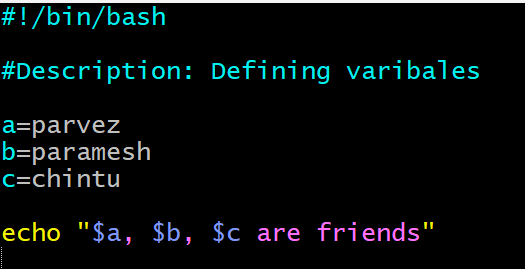 #!/bin/bash
#Description: Defining varibales
a=parvez
b=paramesh
c=chintu
echo "$a, $b, $c are friends"